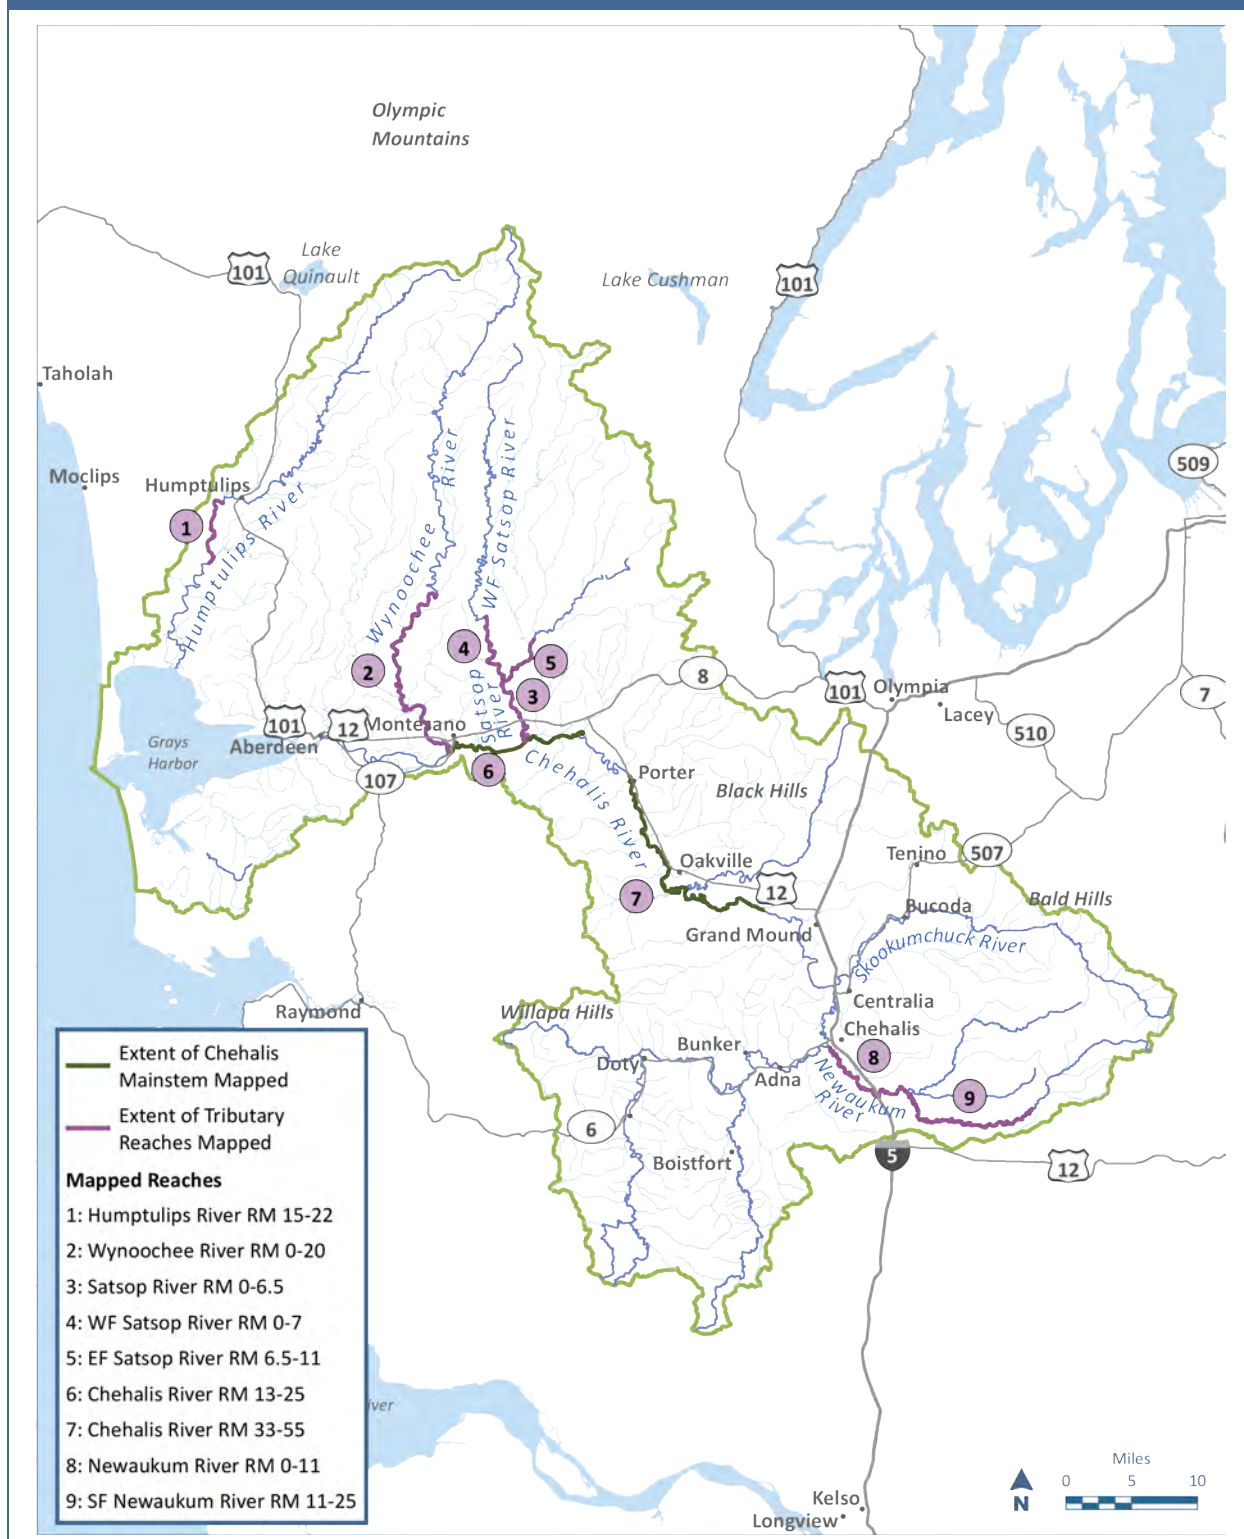 Olympic
Mountains
Lake
Quinault
101
Lake Cushman
101
Taholah
Moclips
Humptulips
509
1
Humptulips River
Wynoochee River
WF Satsop River
4
5
2
3
Satsop
River
8
101
Olympia
7
Lacey
510
101
12
Montesano
Aberdeen
Grays
Harbor
107
6
Chehalis River
Porter
Black Hills
Oakville
Tenino
507
7
12
Bucoda
Bald Hills
Grand Mound
Skookumchuck River
Centralia
Raymond
Willapa Hills
Chehalis
Bunker
8
Doty
Adna
Newaukum
River
9
6
5
12
Boistfort
Extent of Chehalis
Mainstem Mapped
Extent of Tributary
Reaches Mapped
Mapped Reaches
1: Humptulips River RM 15-22
2: Wynoochee River RM 0-20
3: Satsop River RM 0-6.5
4: WF Satsop River RM 0-7
5: EF Satsop River RM 6.5-11
6: Chehalis River RM 13-25
7: Chehalis River RM 33-55
8: Newaukum River RM 0-11
9: SF Newaukum River RM 11-25
iver
Miles
0 5 10
N
Kelso
Longview